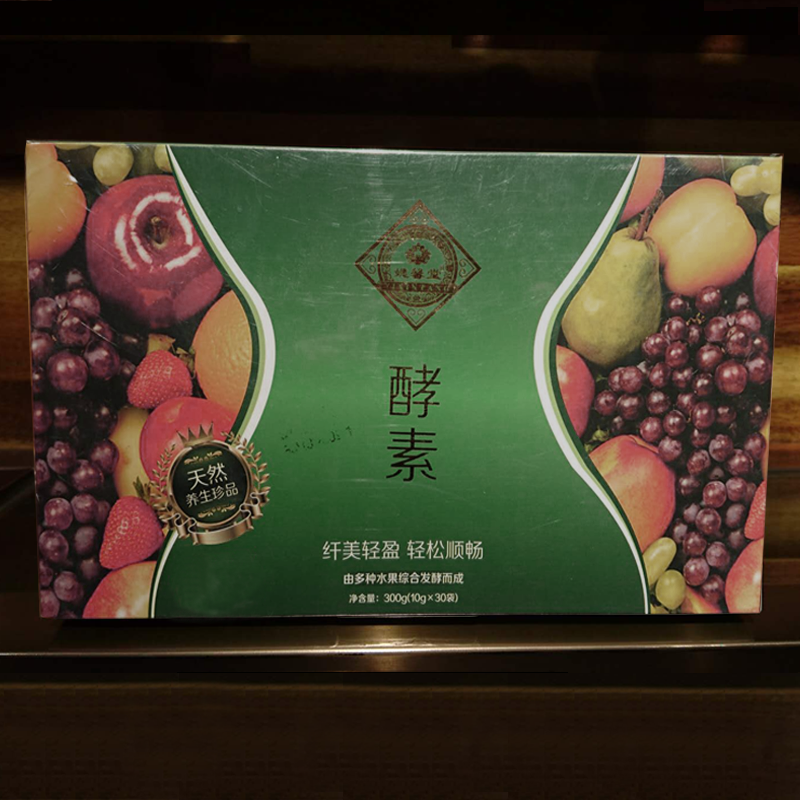 酵素
天然
养生珍品
纤美轻盈 轻松顺畅
由多种水果综合发酵而成
净含量：300g(10g×30袋)